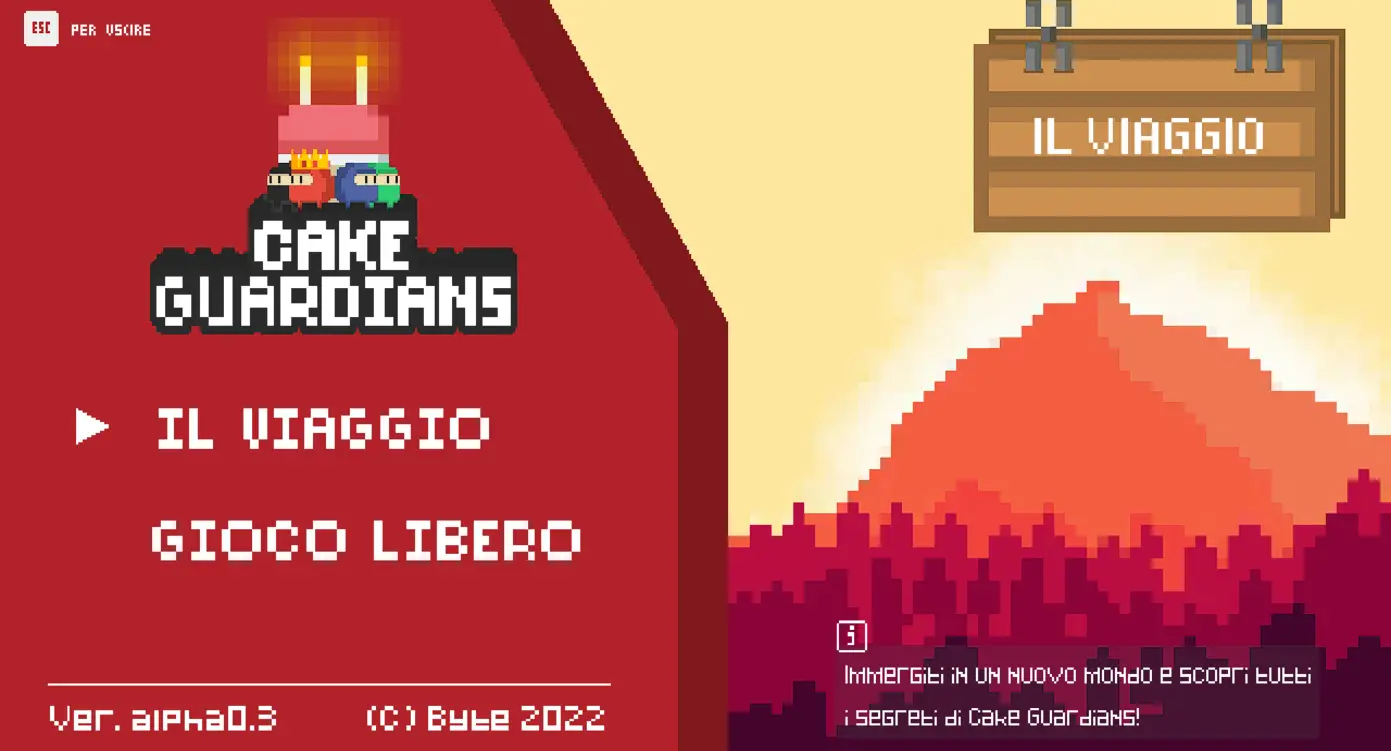 ESC PER USCIRE
CAKE
GUARDIANS
IL VIAGGIO
GIOCO LIBERO
Ver. alpha0.3 (C) Byte 2022
IL VIAGGIO
i
Immergiti in un nuovo mondo e scopri tutti
i segreti di Cake Guardians!